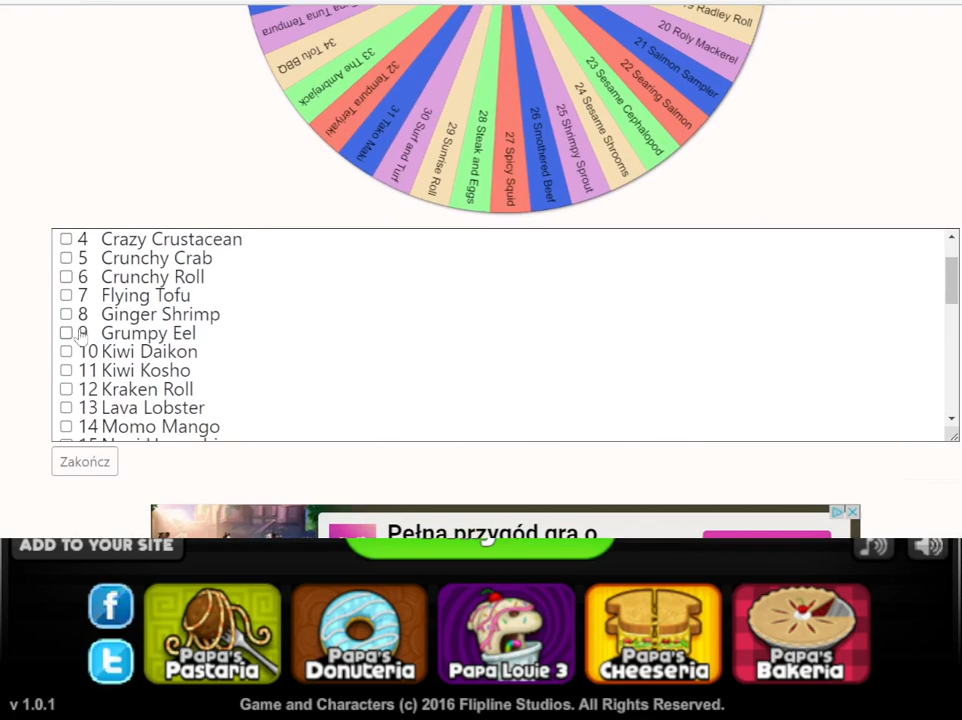 Tuna Tempura
34 Tofu BBQ
33 The Ambrejack
32 Tempura Teriyaki
31 Tako Maki
30 Surf and Turf
29 Sunrise Roll
28 Steak and Eggs
27 Spicy Squid
26 Smothered Beef
25 Shrimpy Sprout
24 Sesame Shrooms
23 Sesame Cephalopod
22 Searing Salmon
21 Salmon Sampler
20 Roly Mackerel
19 Radley Roll
4 Crazy Crustacean
5 Crunchy Crab
6 Crunchy Roll
7 Flying Tofu
8 Ginger Shrimp
9 Grumpy Eel
10 Kiwi Daikon
11 Kiwi Kosho
12 Kraken Roll
13 Lava Lobster
14 Momo Mango
Zakończ
Pełna przygód gra o
ADD TO YOUR SITE
Papa's Pastaria
Papa's Donuteria
Papa Louie 3
Papa's Cheeseria
Papa's Bakeria
v 1.0.1
Game and Characters (c) 2016 Flipline Studios. All Rights Reserved.